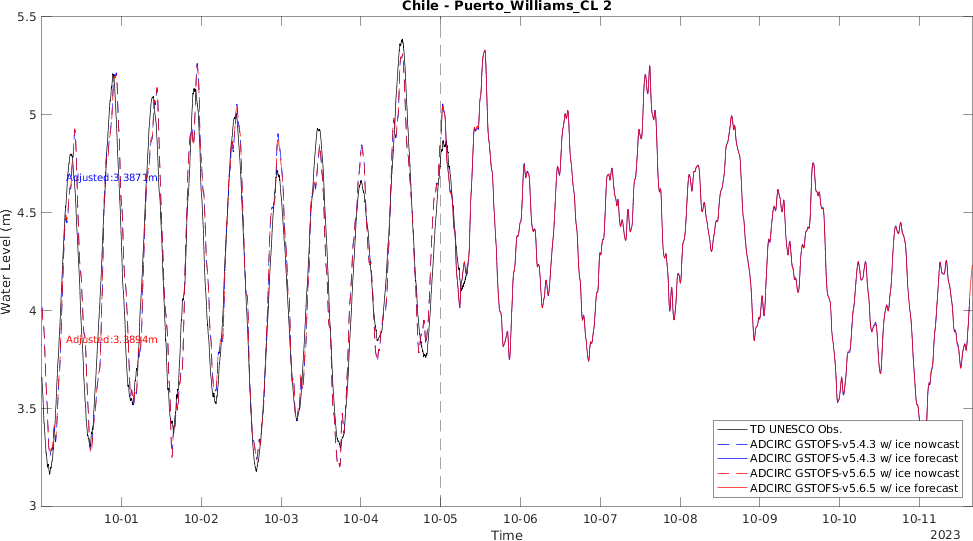 Chile - Puerto_Williams_CL 2
5.5
5
4.5
4
3.5
3
Water Level (m)
Adjusted:3.3871m
Adjusted:3.3894m
TD UNESCO Obs.
ADCIRC GSTOFS-v5.4.3 w/ ice nowcast
ADCIRC GSTOFS-v5.4.3 w/ ice forecast
ADCIRC GSTOFS-v5.6.5 w/ ice nowcast
ADCIRC GSTOFS-v5.6.5 w/ ice forecast
10-01 10-02 10-03 10-04 10-05 10-06 10-07 10-08 10-09 10-10 10-11
Time
2023